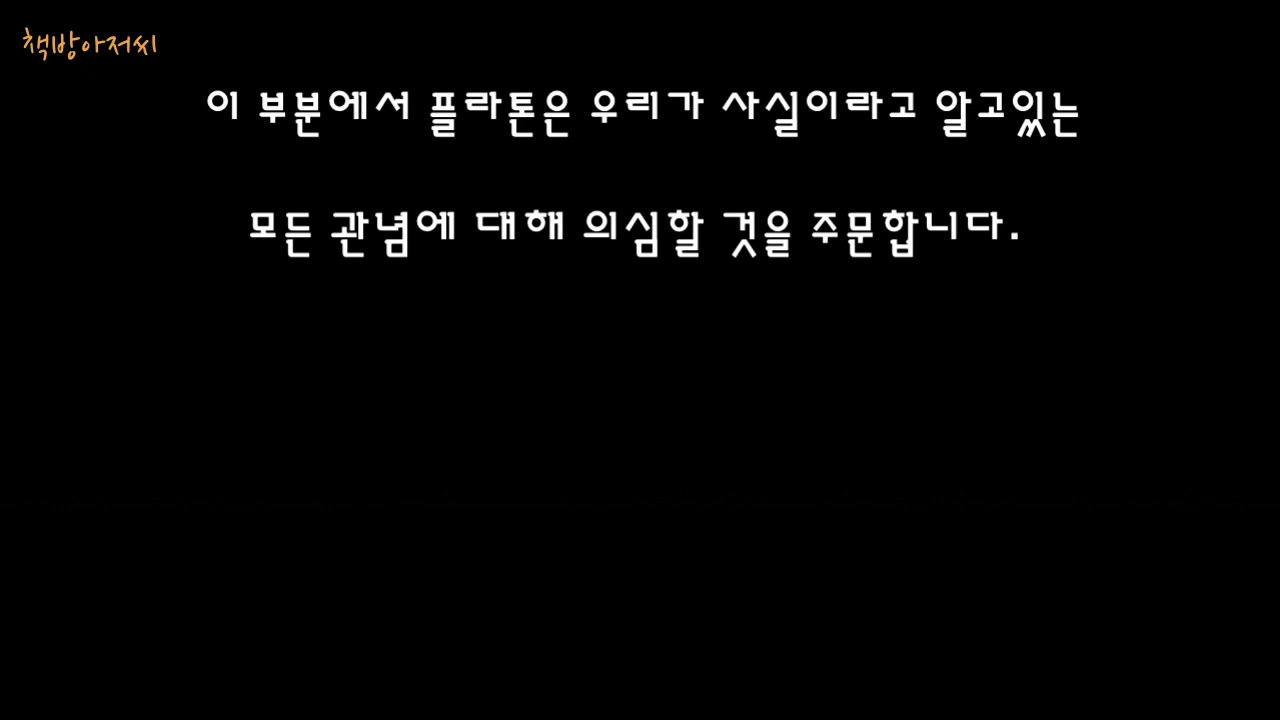 책방아저씨
이 부분에서 플라톤은 우리가 사실이라고 알고있는
모든 관념에 대해 의심할 것을 주문합니다.